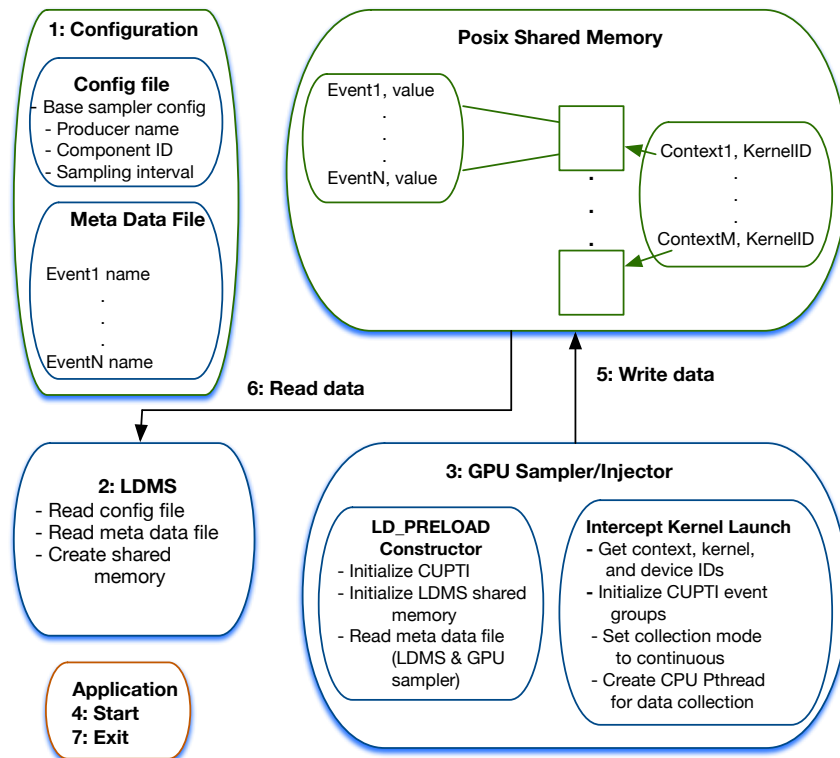 1: Configuration
Config file
- Base sampler config
- Producer name
- Component ID
- Sampling interval
Meta Data File
Event1 name
.
.
.
EventN name
Posix Shared Memory
Event1, value
.
.
.
EventN, value
.
.
.
Context1, KernelID
.
.
.
ContextM, KernelID
6: Read data
5: Write data
2: LDMS
- Read config file
- Read meta data file
- Create shared
memory
3: GPU Sampler/Injector
LD_PRELOAD
Constructor
- Initialize CUPTI
- Initialize LDMS shared
memory
- Read meta data file
(LDMS & GPU
sampler)
Intercept Kernel Launch
- Get context, kernel,
and device IDs
- Initialize CUPTI event
groups
- Set collection mode
to continuous
- Create CPU Pthread
for data collection
Application
4: Start
7: Exit